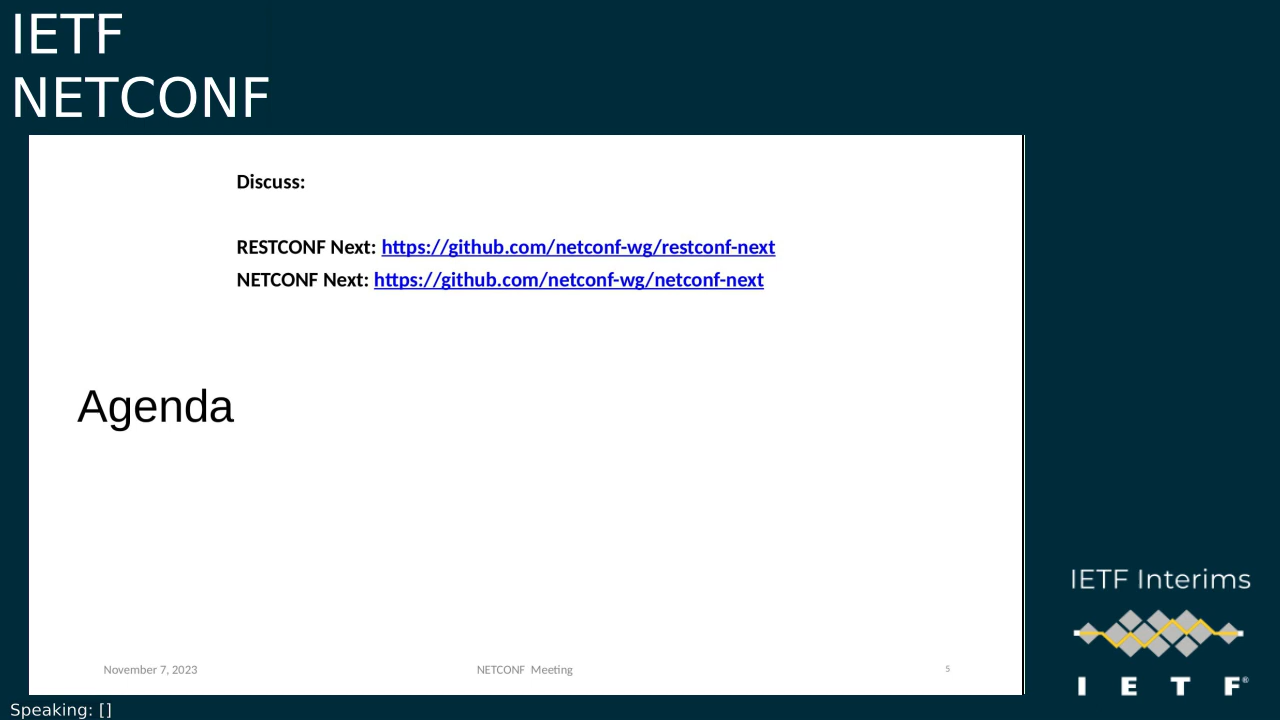 IETF
NETCONF
Discuss:
RESTCONF Next: https://github.com/netconf-wg/restconf-next
NETCONF Next: https://github.com/netconf-wg/netconf-next
Agenda
November 7, 2023
NETCONF Meeting
5
IETF Interims
I E T F®
Speaking: []